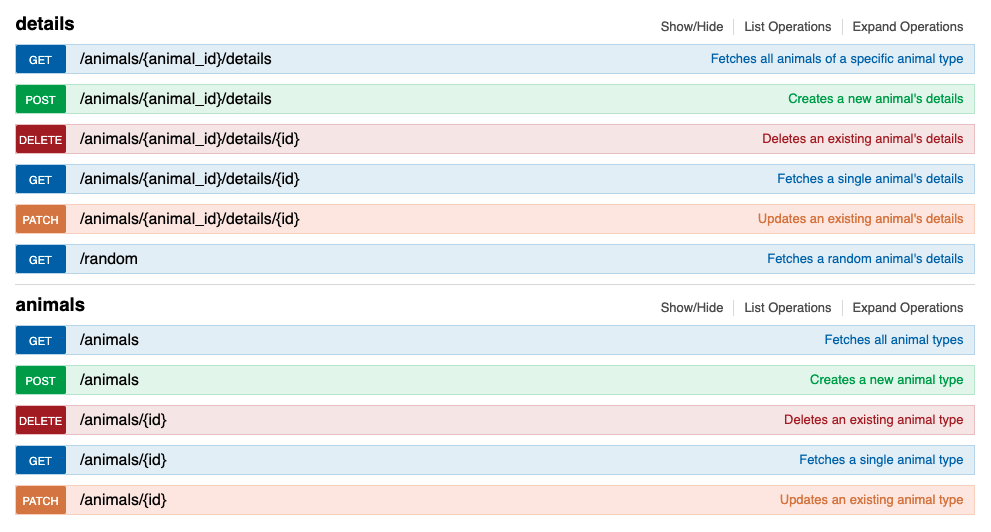 details Show/Hide List Operations Expand Operations
GET /animals/{animal_id}/details Fetches all animals of a specific animal type
POST /animals/{animal_id}/details Creates a new animal's details
DELETE /animals/{animal_id}/details/{id} Deletes an existing animal's details
GET /animals/{animal_id}/details/{id} Fetches a single animal's details
PATCH /animals/{animal_id}/details/{id} Updates an existing animal's details
GET /random Fetches a random animal's details
animals Show/Hide List Operations Expand Operations
GET /animals Fetches all animal types
POST /animals Creates a new animal type
DELETE /animals/{id} Deletes an existing animal type
GET /animals/{id} Fetches a single animal type
PATCH /animals/{id} Updates an existing animal type